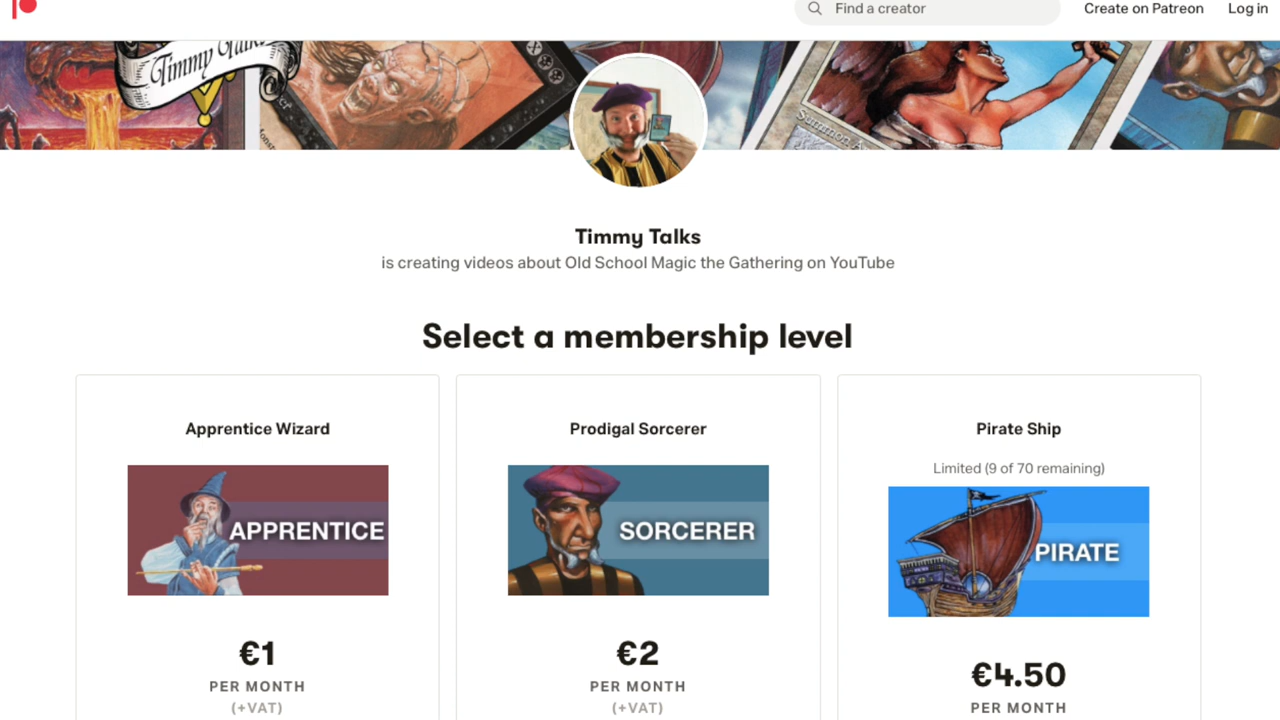 Find a creator
Create on Patreon
Log in
Timmy Talks
Summon A
Timmy Talks
is creating videos about Old School Magic the Gathering on YouTube
Select a membership level
Apprentice Wizard
APPRENTICE
€1
PER MONTH
(+VAT)
Prodigal Sorcerer
SORCERER
€2
PER MONTH
(+VAT)
Pirate Ship
Limited (9 of 70 remaining)
PIRATE
€4.50
PER MONTH